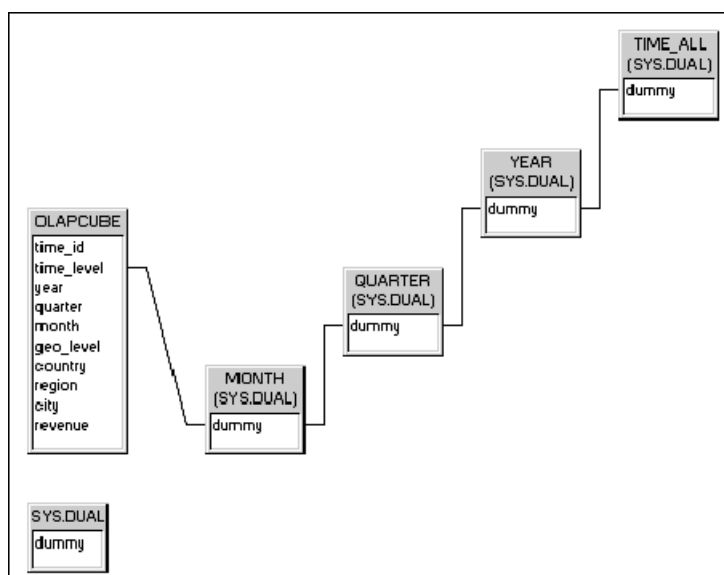 TIME_ALL
(SYS.DUAL)
dummy
YEAR
(SYS.DUAL)
dummy
OLAPCUBE
time_id
time_level
year
quarter
month
geo_level
country
region
city
revenue
QUARTER
(SYS.DUAL)
dummy
MONTH
(SYS.DUAL)
dummy
SYS.DUAL
dummy